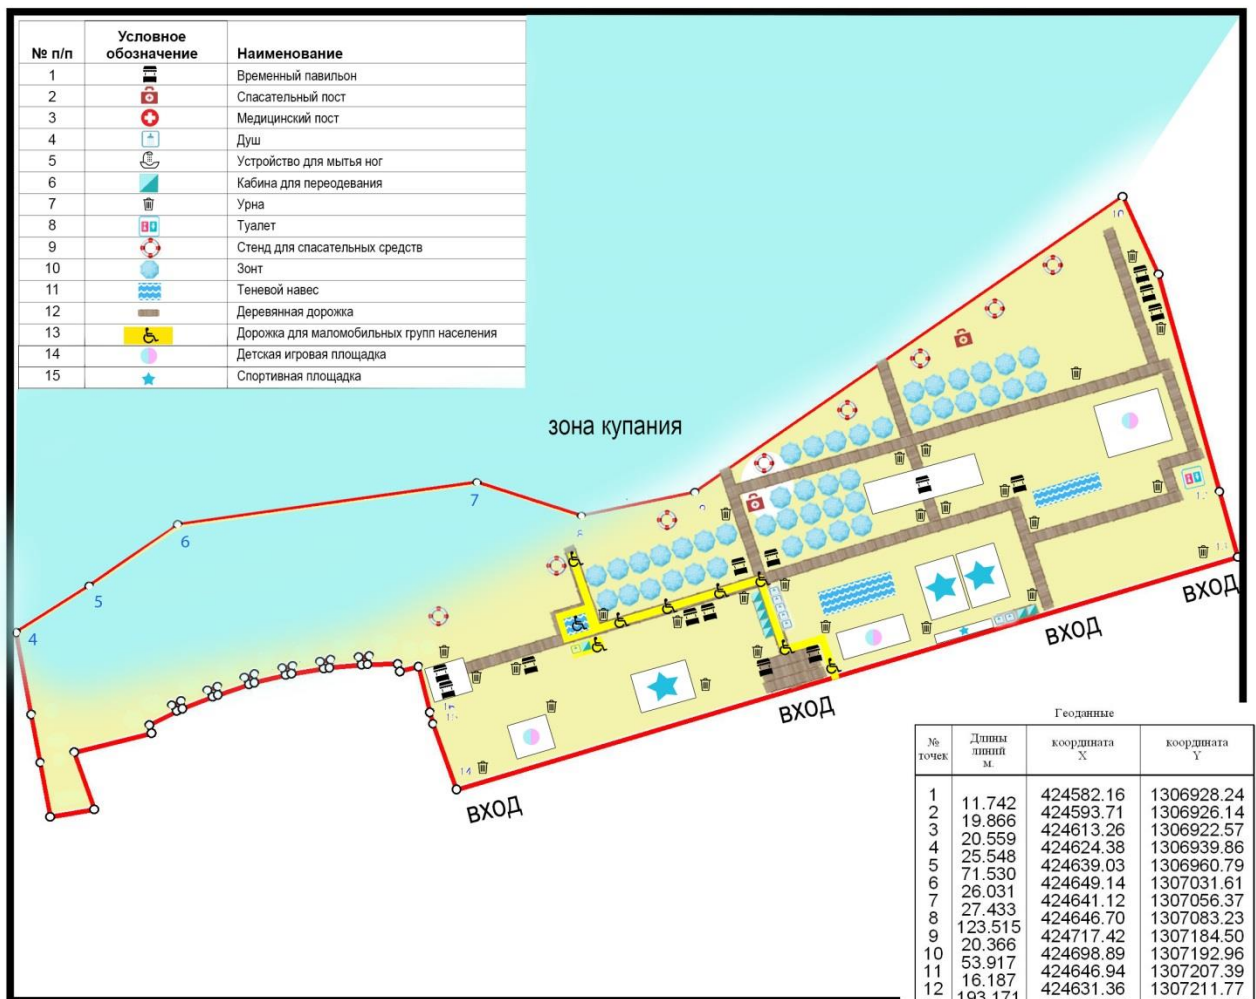 № п/п Условное обозначение Наименование
1 Временный павильон
2 Спасательный пост
3 Медицинский пост
4 Душ
5 Устройство для мытья ног
6 Кабина для переодевания
7 Урна
8 Туалет
9 Стенд для спасательных средств
10 Зонт
11 Теневой навес
12 Деревянная дорожка
13 Дорожка для маломобильных групп населения
14 Детская игровая площадка
15 Спортивная площадка
10
зона купания
7
6
8
5
4
13
14
ВХОД
ВХОД
ВХОД
ВХОД
Геоданные
№ точек Длины линий м. координата X координата Y
1 424582.16 1306928.24
11.742
2 424593.71 1306926.14
19.866
3 424613.26 1306922.57
20.559
4 424624.38 1306939.86
25.548
5 424639.03 1306960.79
71.530
6 424649.14 1307031.61
26.031
7 424641.12 1307056.37
27.433
8 424646.70 1307083.23
123.515
9 424717.42 1307184.50
20.366
10 424698.89 1307192.96
53.917
11 424646.94 1307207.39
16.187
12 424631.36 1307211.77
193.171